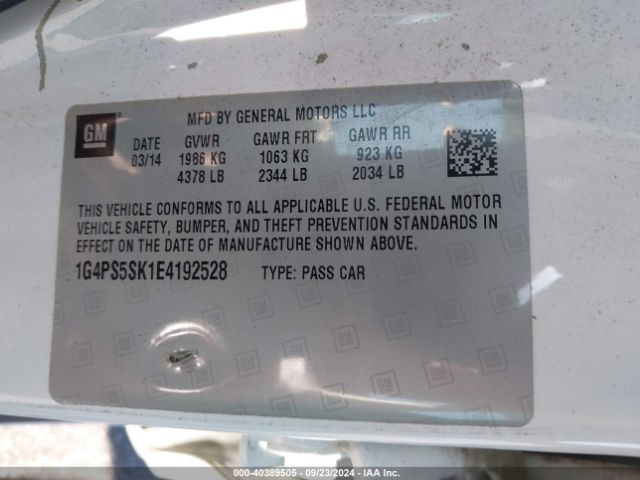 GM
MFD BY GENERAL MOTORS LLC
DATE GVWR GAWR FRT GAWR RR
03/14 1986 KG 1063 KG 923 KG
4378 LB 2344 LB 2034 LB
THIS VEHICLE CONFORMS TO ALL APPLICABLE U.S. FEDERAL MOTOR
VEHICLE SAFETY, BUMPER, AND THEFT PREVENTION STANDARDS IN
EFFECT ON THE DATE OF MANUFACTURE SHOWN ABOVE.
1G4PS5SK1E4192528 TYPE: PASS CAR
000-40389505 - 09/23/2024 - IAA Inc.